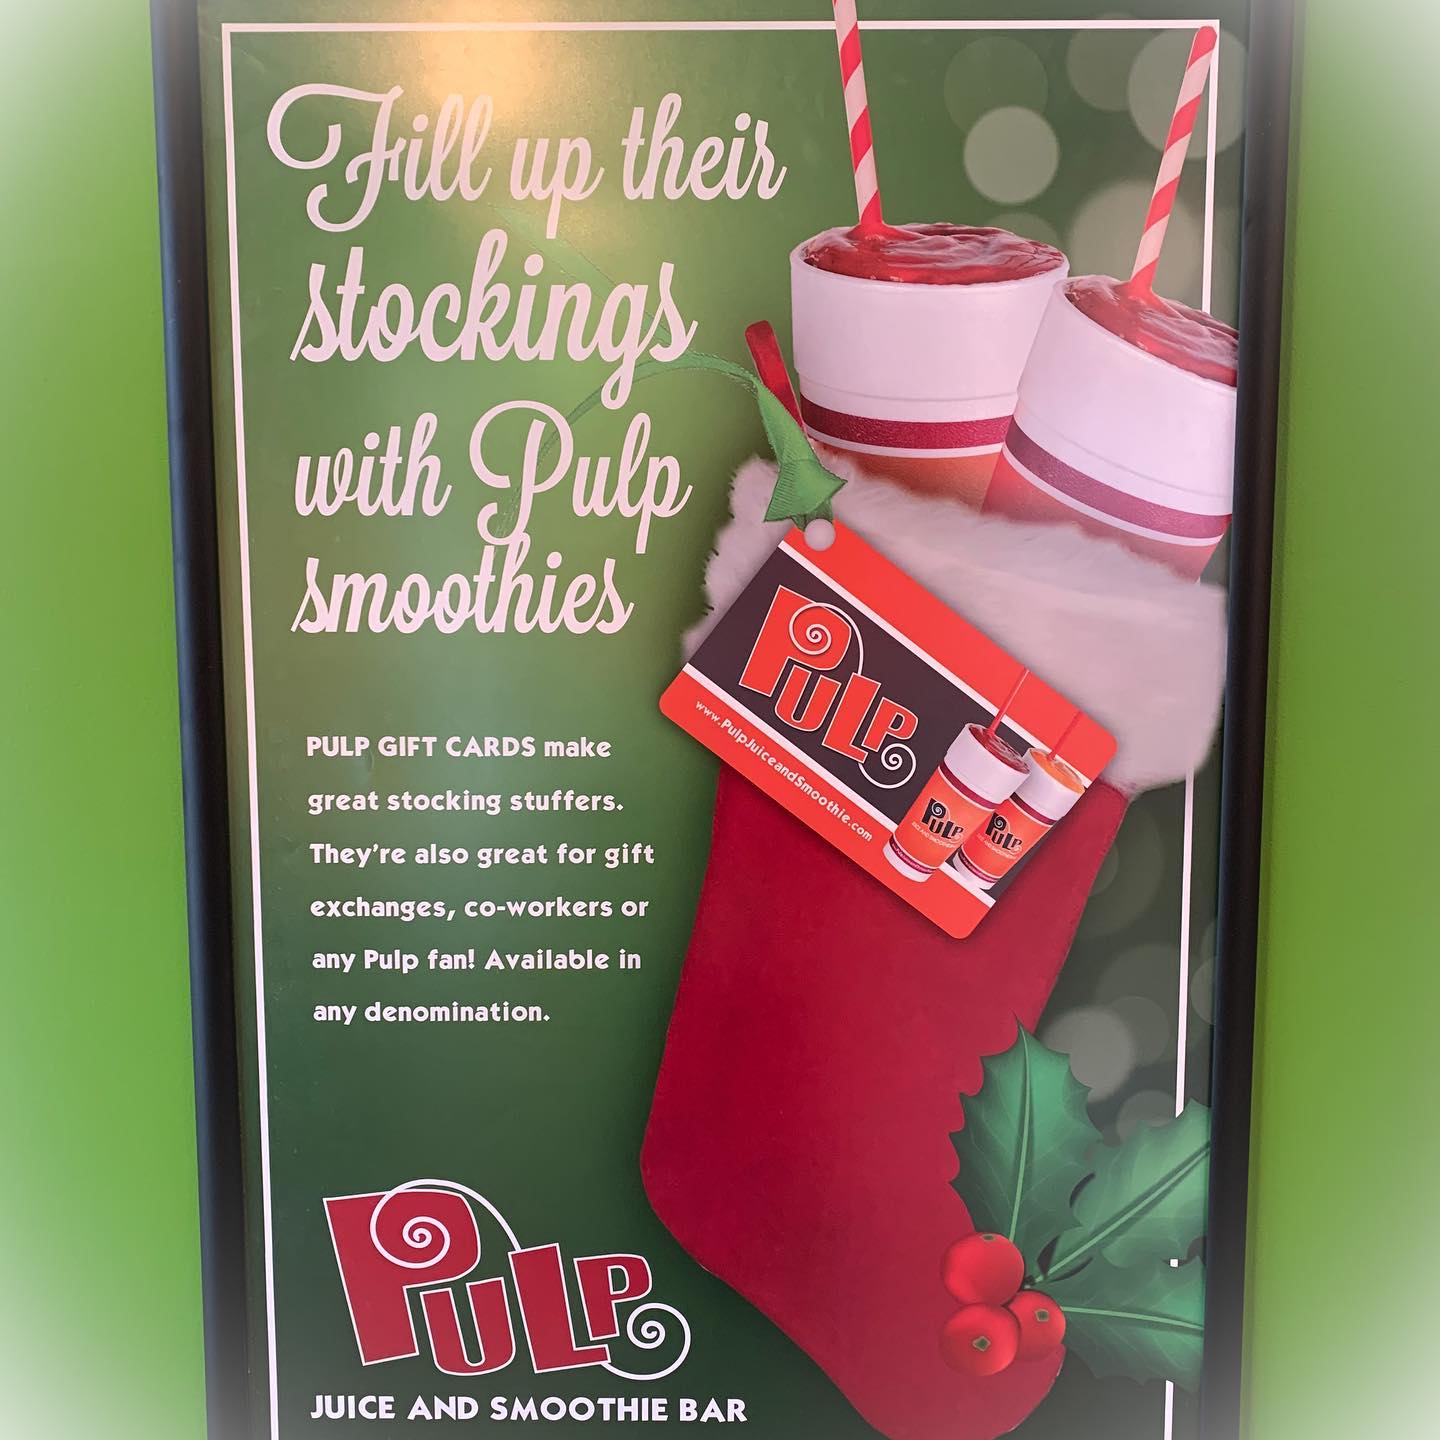 Fill up their
stockings
with Pulp
smoothies
PULP GIFT CARDS make
great stocking stuffers.
They're also great for gift
exchanges, co-workers or
any Pulp fan! Available in
any denomination.
PULP
www.PulpJuiceandSmoothie.com
PULP
PULP
PULP
JUICE AND SMOOTHIE BAR